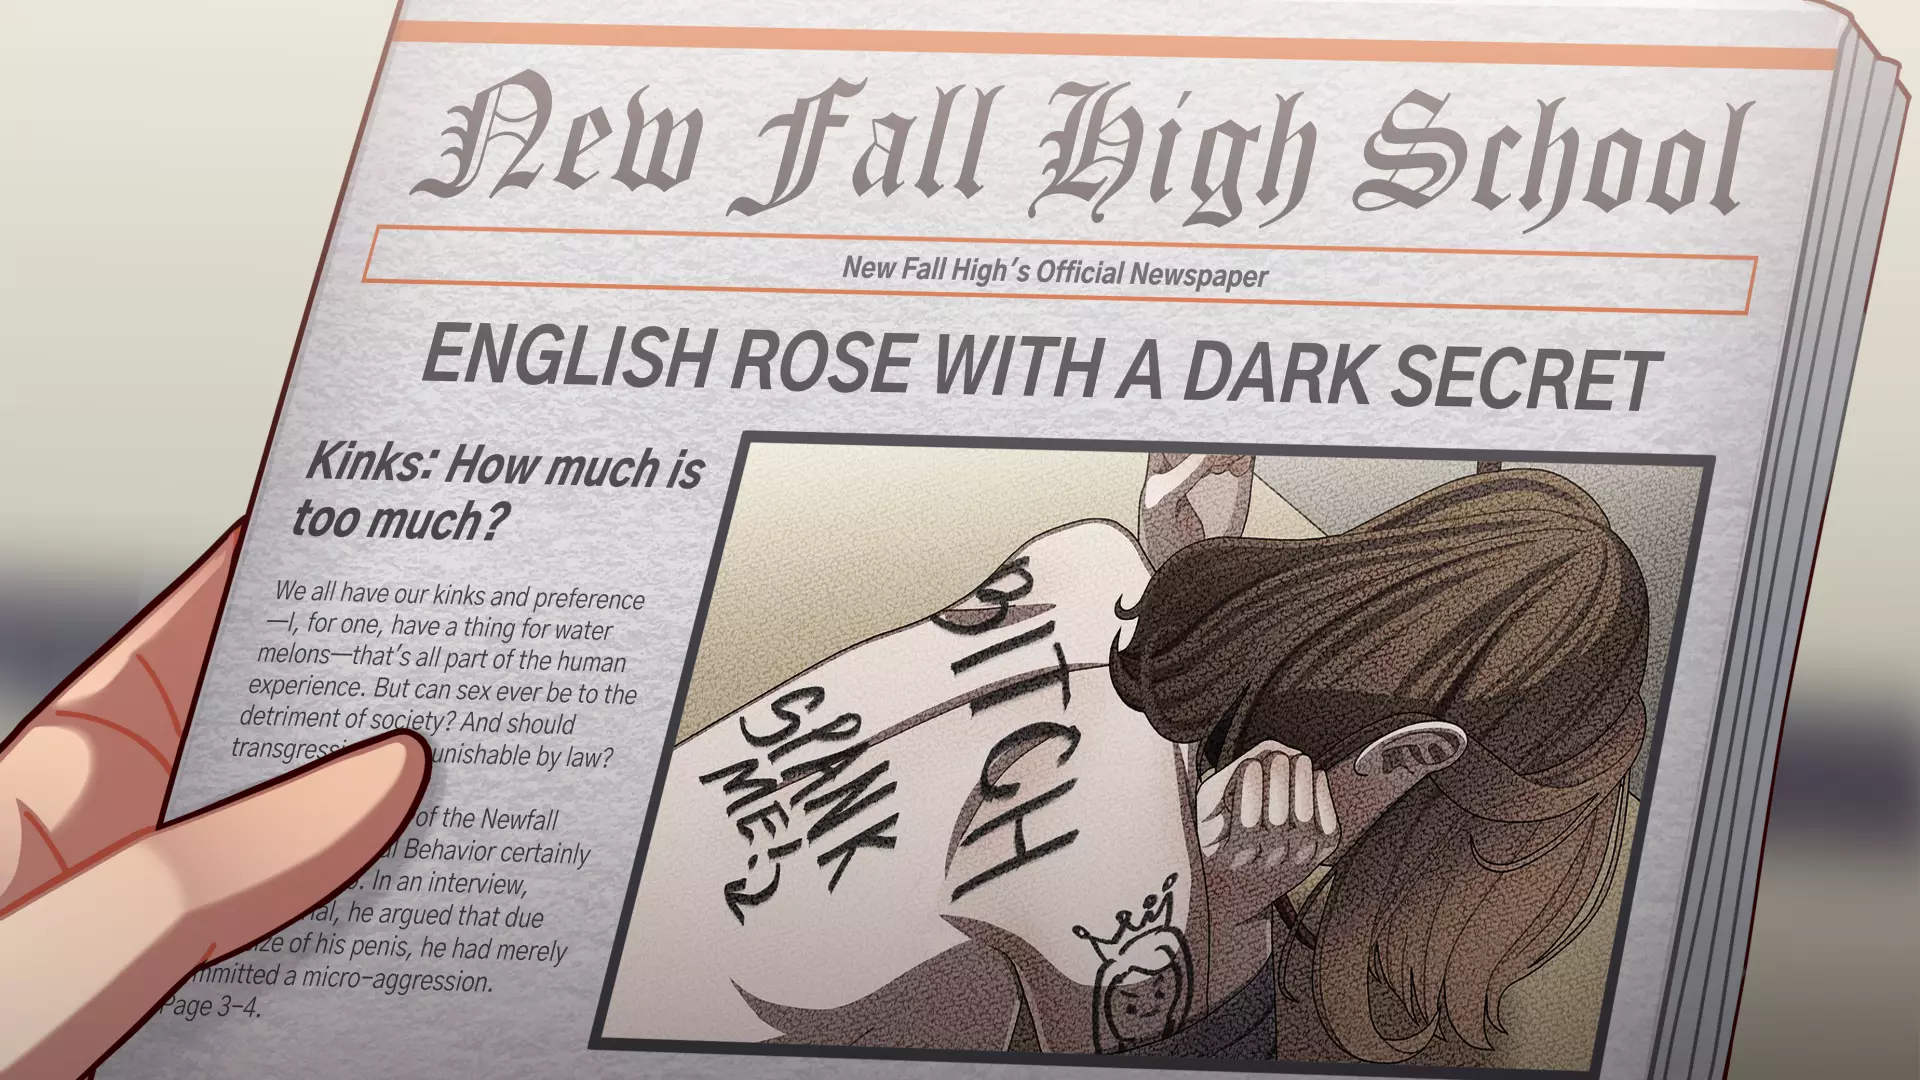 New Fall High School
New Fall High's Official Newspaper
ENGLISH ROSE WITH A DARK SECRET
Kinks: How much is
too much?
We all have our kinks and preference
—I, for one, have a thing for water
melons—that's all part of the human
experience. But can sex ever be to the
detriment of society? And should
by law?
of the Newfall
Behavior certainly
In an interview,
he argued that due
of his penis, he had merely
a micro-aggression.
Page 3-4.
BITCH
SPANK
ME!